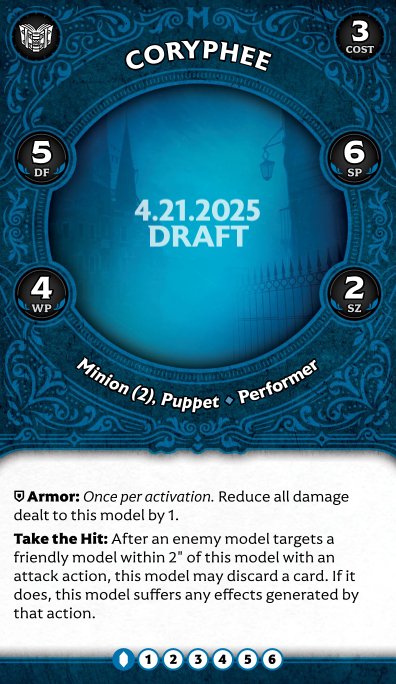 M
CORYPHEE
3
COST
5
DF
6
SP
4.21.2025
DRAFT
4
WP
2
SZ
Minion (2), Puppet ◆ Performer
Armor: Once per activation. Reduce all damage
dealt to this model by 1.
Take the Hit: After an enemy model targets a
friendly model within 2" of this model with an
attack action, this model may discard a card. If it
does, this model suffers any effects generated by
that action.
1 2 3 4 5 6